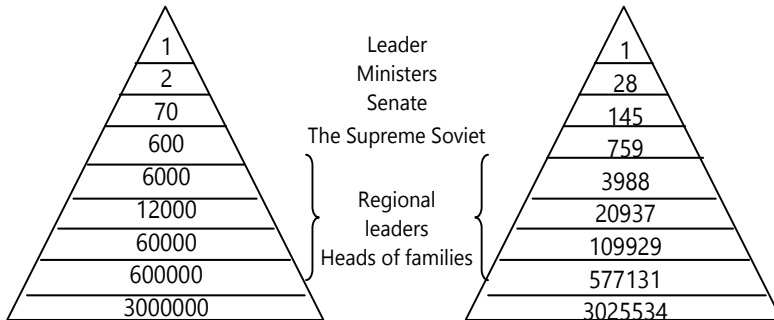 1
2
70
600
6000
12000
60000
600000
3000000
Leader
Ministers
Senate
The Supreme Soviet
Regional
leaders
Heads of families
1
28
145
759
3988
20937
109929
577131
3025534